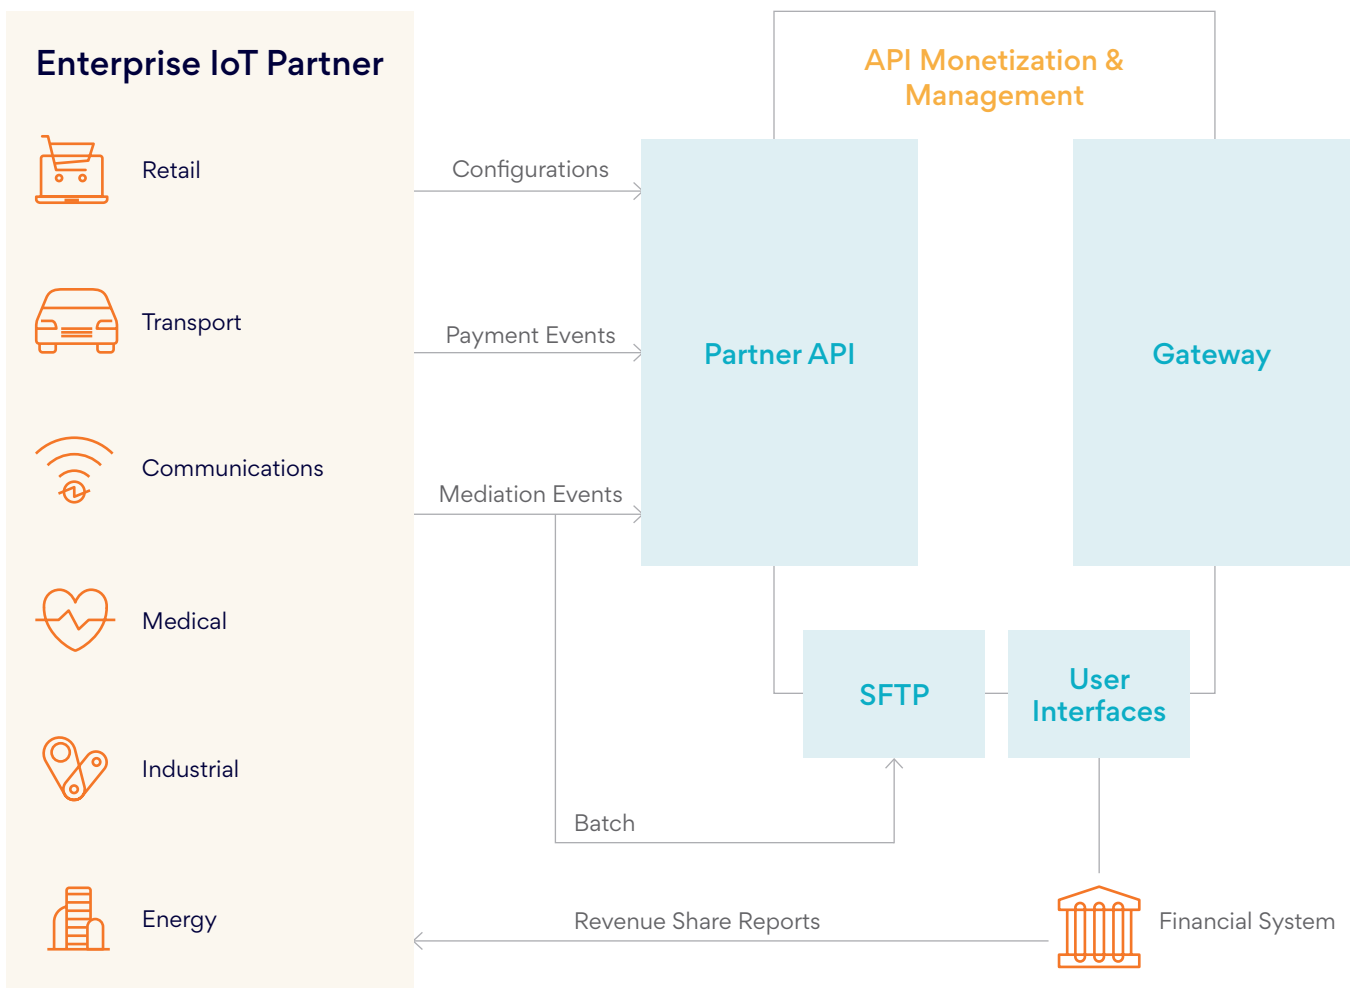 Enterprise IoT Partner
Retail
Transport
Communications
Medical
Industrial
Energy
Configurations
Payment Events
Mediation Events
Batch
Revenue Share Reports
API Monetization &
Management
Partner API
Gateway
SFTP
User
Interfaces
Financial System